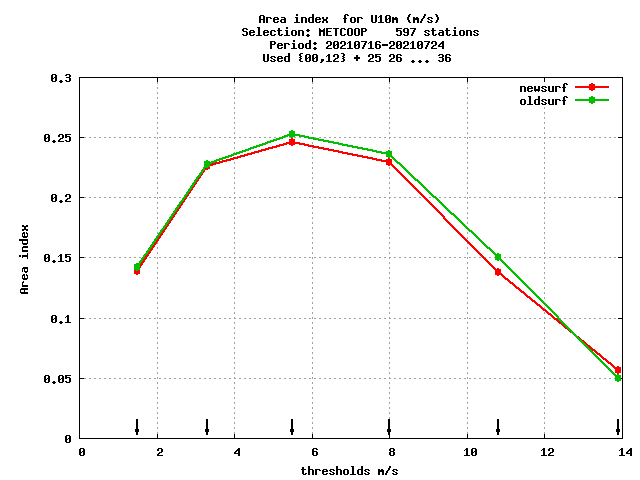 Area index  for U10m (m/s)
Selection: METCOOP    597 stations
Period: 20210716-20210724
Used {00,12} + 25 26 ... 36
0.3
newsurf
oldsurf
0.25
0.2
0.15
0.1
0.05
0
Area index
0 2 4 6 8 10 12 14
thresholds m/s